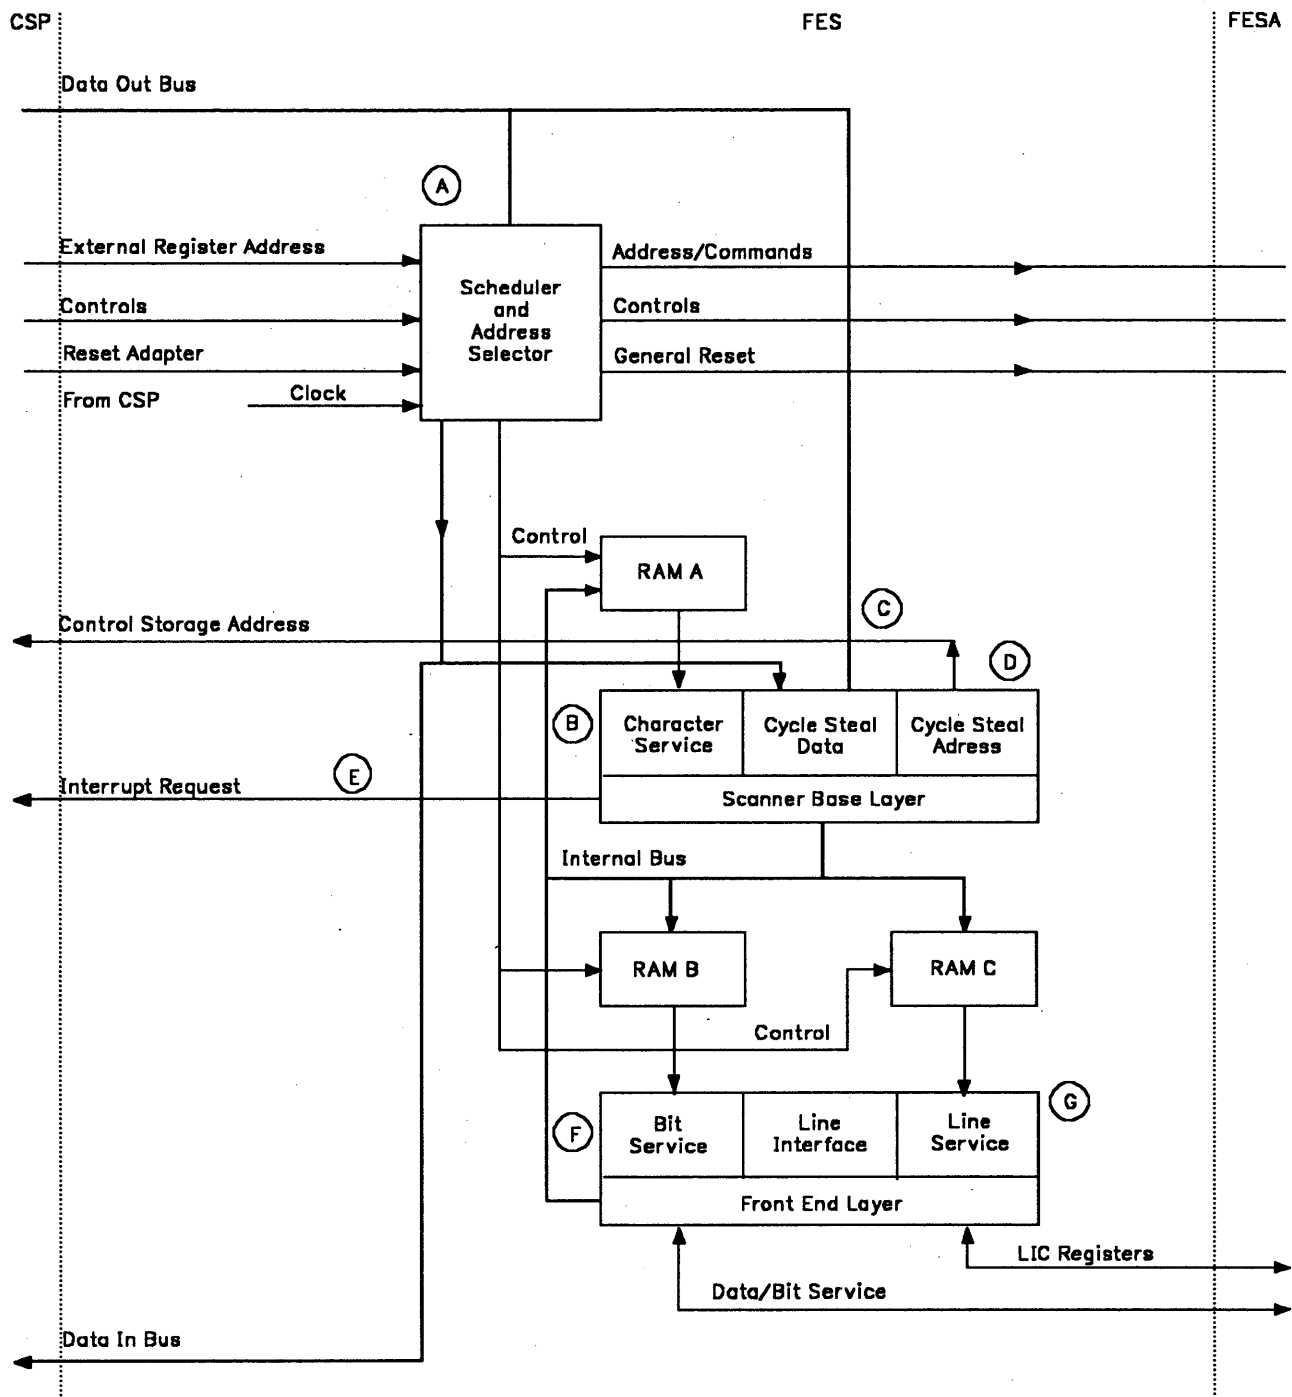 CSP
FES
FESA
Data Out Bus
A
External Register Address
Address/Commands
Scheduler
and
Address
Selector
Controls
Controls
Reset Adapter
General Reset
From CSP
Clock
Control
RAM A
C
Control Storage Address
D
B
Character
Service
Cycle Steal
Data
Cycle Steal
Adress
E
Interrupt Request
Scanner Base Layer
Internal Bus
RAM B
RAM C
Control
G
F
Bit
Service
Line
Interface
Line
Service
Front End Layer
LIC Registers
Data/Bit Service
Data In Bus